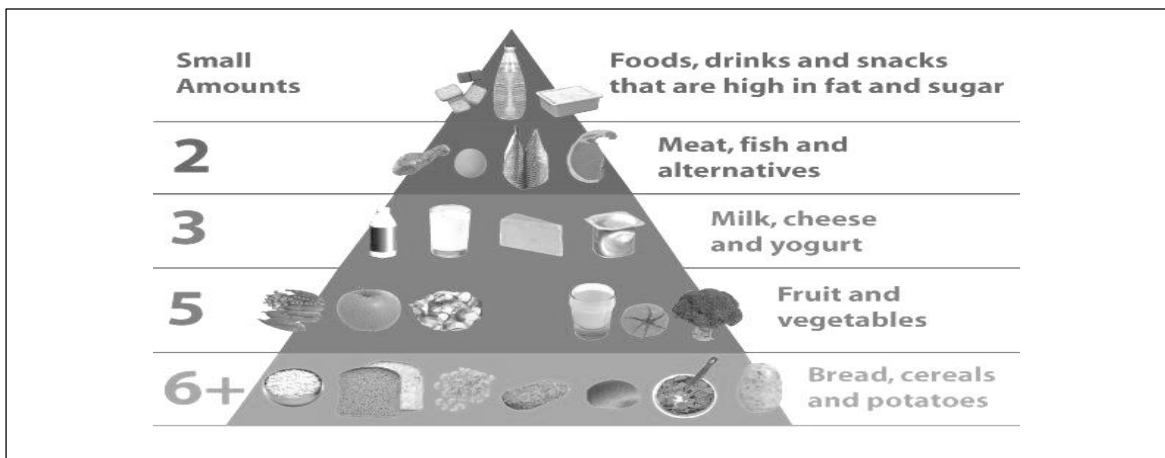 Small
Amounts
Foods, drinks and snacks
that are high in fat and sugar
2
Meat, fish and
alternatives
3
Milk, cheese
and yogurt
5
Fruit and
vegetables
6+
Bread, cereals
and potatoes